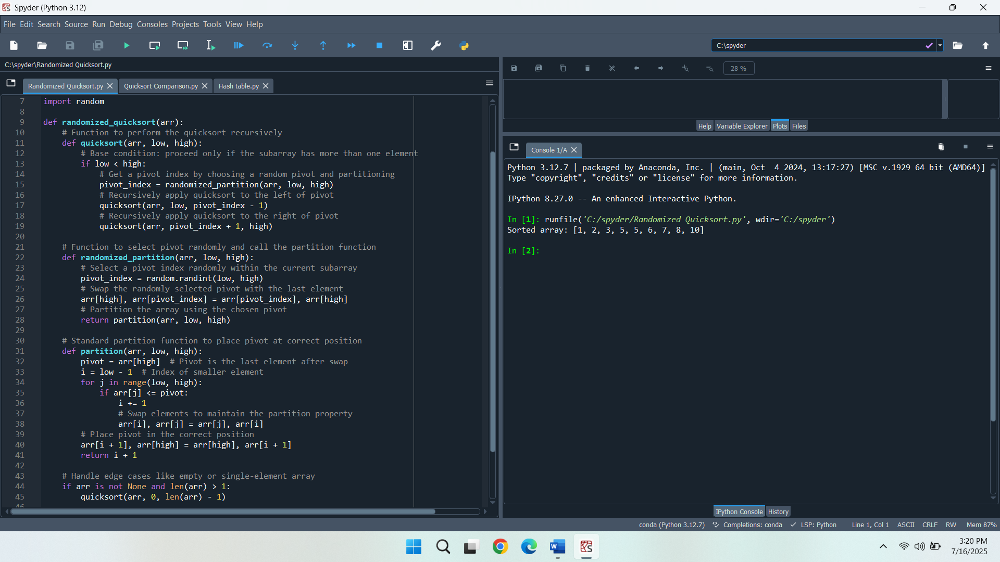 Spyder (Python 3.12)
File Edit Search Source Run Debug Consoles Projects Tools View Help
C:\spyder
C:\spyder\Randomized Quicksort.py
Randomized Quicksort.py
Quicksort Comparison.py
Hash table.py
7 import random
8
9 def randomized_quicksort(arr):
10 # Function to perform the quicksort recursively
11 def quicksort(arr, low, high):
12 # Base condition: proceed only if the subarray has more than one element
13 if low < high:
14 # Get a pivot index by choosing a random pivot and partitioning
15 pivot_index = randomized_partition(arr, low, high)
16 # Recursively apply quicksort to the left of pivot
17 quicksort(arr, low, pivot_index - 1)
18 # Recursively apply quicksort to the right of pivot
19 quicksort(arr, pivot_index + 1, high)
20
21 # Function to select pivot randomly and call the partition function
22 def randomized_partition(arr, low, high):
23 # Select a pivot index randomly within the current subarray
24 pivot_index = random.randint(low, high)
25 # Swap the randomly selected pivot with the last element
26 arr[high], arr[pivot_index] = arr[pivot_index], arr[high]
27 # Partition the array using the chosen pivot
28 return partition(arr, low, high)
29
30 # Standard partition function to place pivot at correct position
31 def partition(arr, low, high):
32 pivot = arr[high] # Pivot is the last element after swap
33 i = low - 1 # Index of smaller element
34 for j in range(low, high):
35 if arr[j] <= pivot:
36 i += 1
37 # Swap elements to maintain the partition property
38 arr[i], arr[j] = arr[j], arr[i]
39 # Place pivot in the correct position
40 arr[i + 1], arr[high] = arr[high], arr[i + 1]
41 return i + 1
42
43 # Handle edge cases like empty or single-element array
44 if arr is not None and len(arr) > 1:
45 quicksort(arr, 0, len(arr) - 1)
46
28 %
Help Variable Explorer Plots Files
Console 1/A
Python 3.12.7 | packaged by Anaconda, Inc. | (main, Oct  4 2024, 13:17:27) [MSC v.1929 64 bit (AMD64)]
Type "copyright", "credits" or "license" for more information.
IPython 8.27.0 -- An enhanced Interactive Python.
In [1]: runfile('C:/spyder/Randomized Quicksort.py', wdir='C:/spyder')
Sorted array: [1, 2, 3, 5, 5, 6, 7, 8, 10]
In [2]:
IPython Console History
conda (Python 3.12.7) Completions: conda LSP: Python Line 1, Col 1 ASCII CRLF RW Mem 87%
3:20 PM
7/16/2025